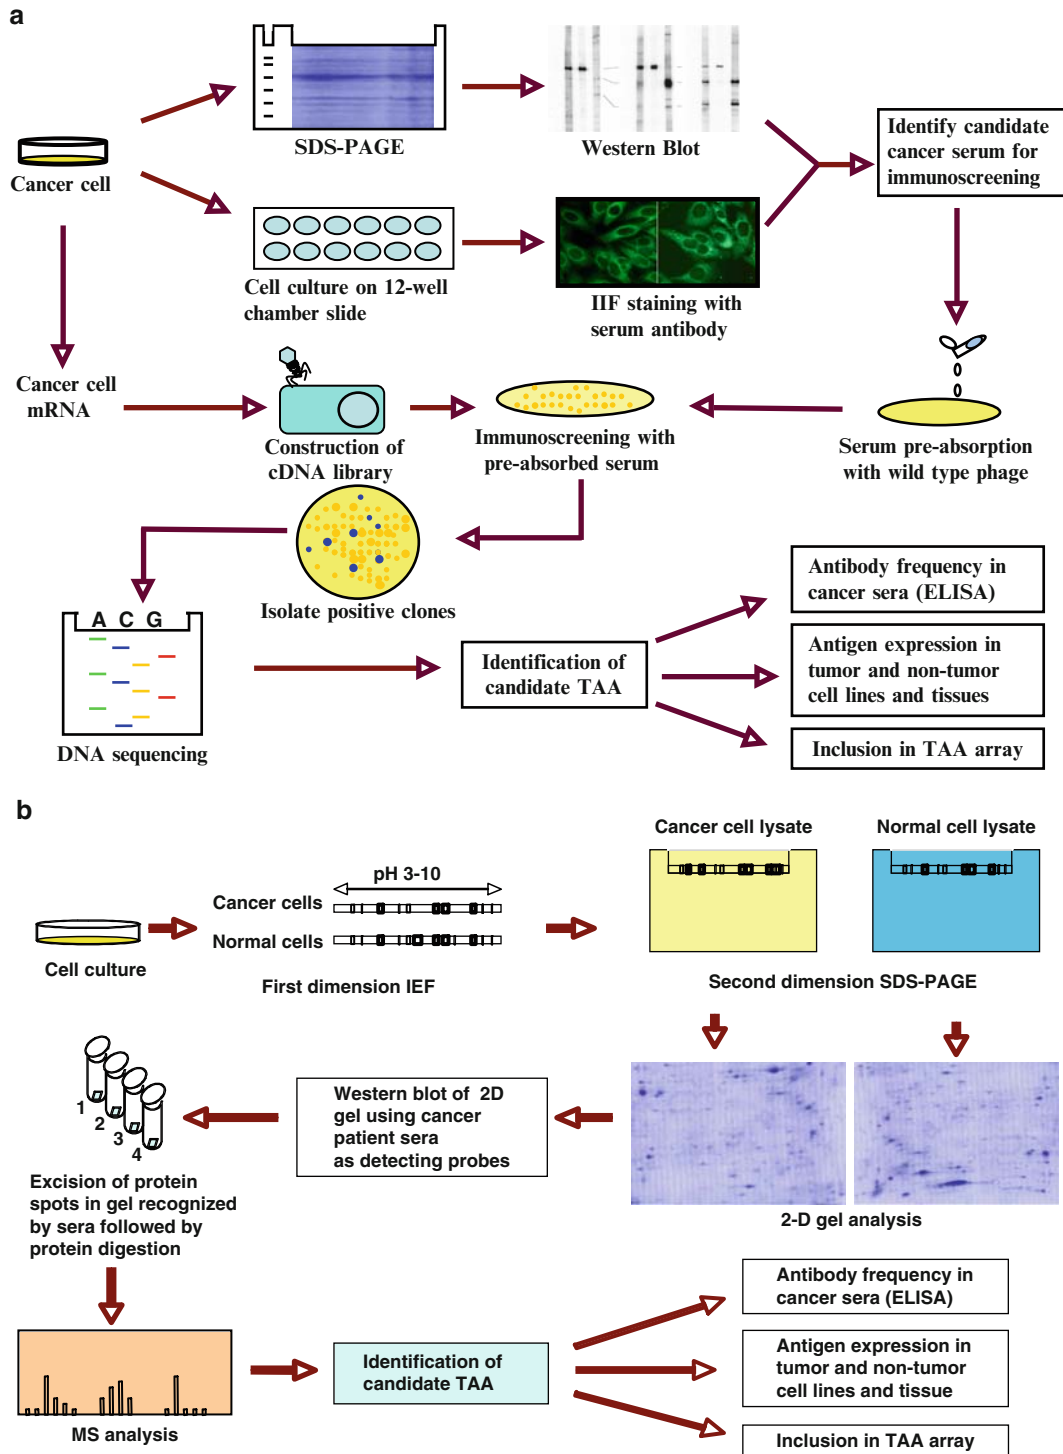 a
SDS-PAGE
Western Blot
Identify candidate
cancer serum for
immunoscreening
Cancer cell
Cell culture on 12-well
chamber slide
IIF staining with
serum antibody
Cancer cell
mRNA
Construction of
cDNA library
Immunoscreening with
pre-absorbed serum
Serum pre-absorption
with wild type phage
Isolate positive clones
A C G
DNA sequencing
Identification of
candidate TAA
Antibody frequency in
cancer sera (ELISA)
Antigen expression in
tumor and non-tumor
cell lines and tissues
Inclusion in TAA array
b
Cell culture
pH 3-10
Cancer cells
Normal cells
First dimension IEF
Cancer cell lysate
Normal cell lysate
Second dimension SDS-PAGE
2-D gel analysis
Western blot of 2D
gel using cancer
patient sera
as detecting probes
1
2
3
4
Excision of protein
spots in gel recognized
by sera followed by
protein digestion
MS analysis
Identification of
candidate TAA
Antibody frequency in
cancer sera (ELISA)
Antigen expression in
tumor and non-tumor
cell lines and tissue
Inclusion in TAA array